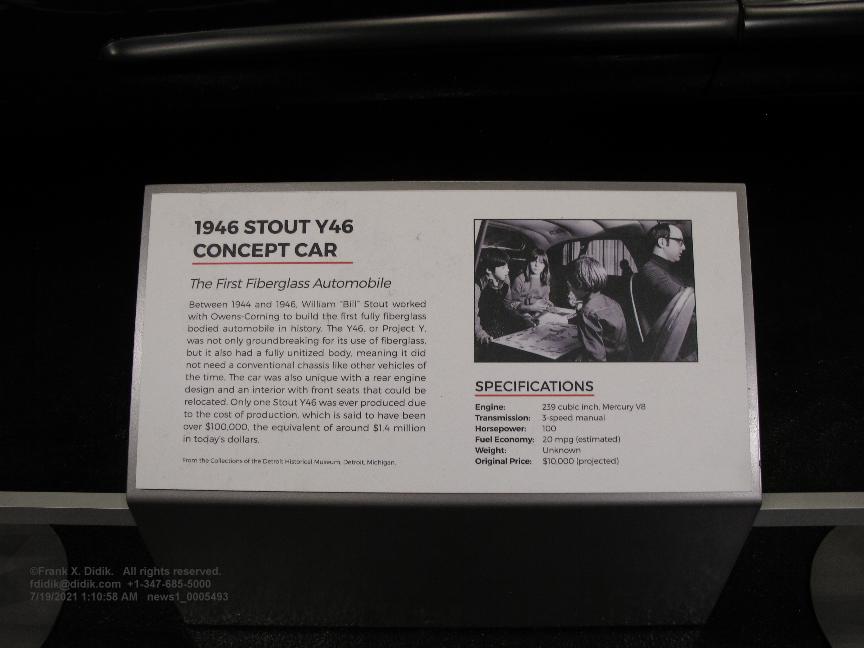 1946 STOUT Y46
CONCEPT CAR
The First Fiberglass Automobile
Between 1944 and 1946, William "Bill" Stout worked
with Owens-Corning to build the first fully fiberglass
bodied automobile in history. The Y46, or Project Y,
was not only groundbreaking for its use of fiberglass,
but it also had a fully unitized body, meaning it did
not need a conventional chassis like other vehicles of
the time. The car was also unique with a rear engine
design and an interior with front seats that could be
relocated. Only one Stout Y46 was ever produced due
to the cost of production, which is said to have been
over $100,000, the equivalent of around $1.4 million
in today's dollars.
From the Collections of the Detroit Historical Museum, Detroit, Michigan.
SPECIFICATIONS
Engine: 239 cubic inch, Mercury V8
Transmission: 3-speed manual
Horsepower: 100
Fuel Economy: 20 mpg (estimated)
Weight: Unknown
Original Price: $10,000 (projected)
©Frank X. Didik. All rights reserved.
fdidik@didik.com +1-347-685-5000
7/19/2021 1:10:58 AM news1_0005493